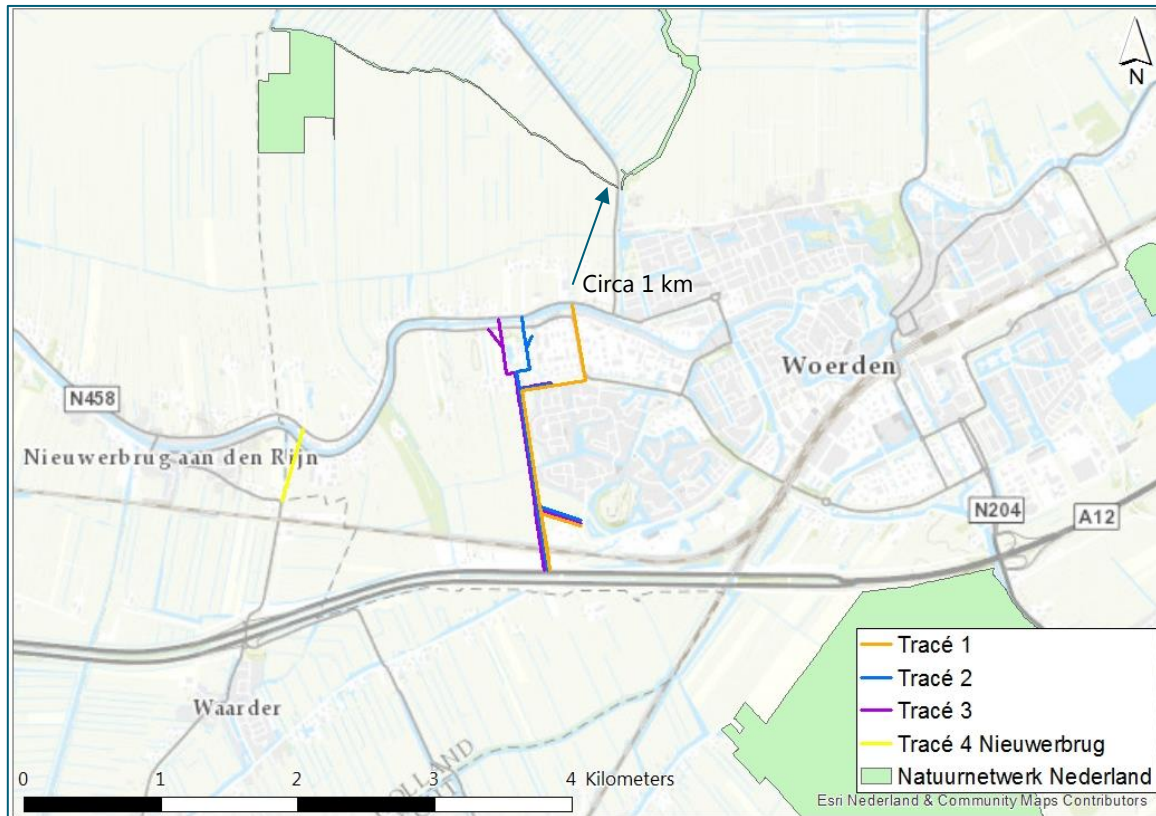 N
Circa 1 km
Woerden
N458
Nieuwerbrug aan den Rijn
N204
A12
Waarder
Tracé 1
Tracé 2
Tracé 3
Tracé 4 Nieuwerbrug
Natuurnetwerk Nederland
0 1 2 3 4 Kilometers
Esri Nederland & Community Maps Contributors